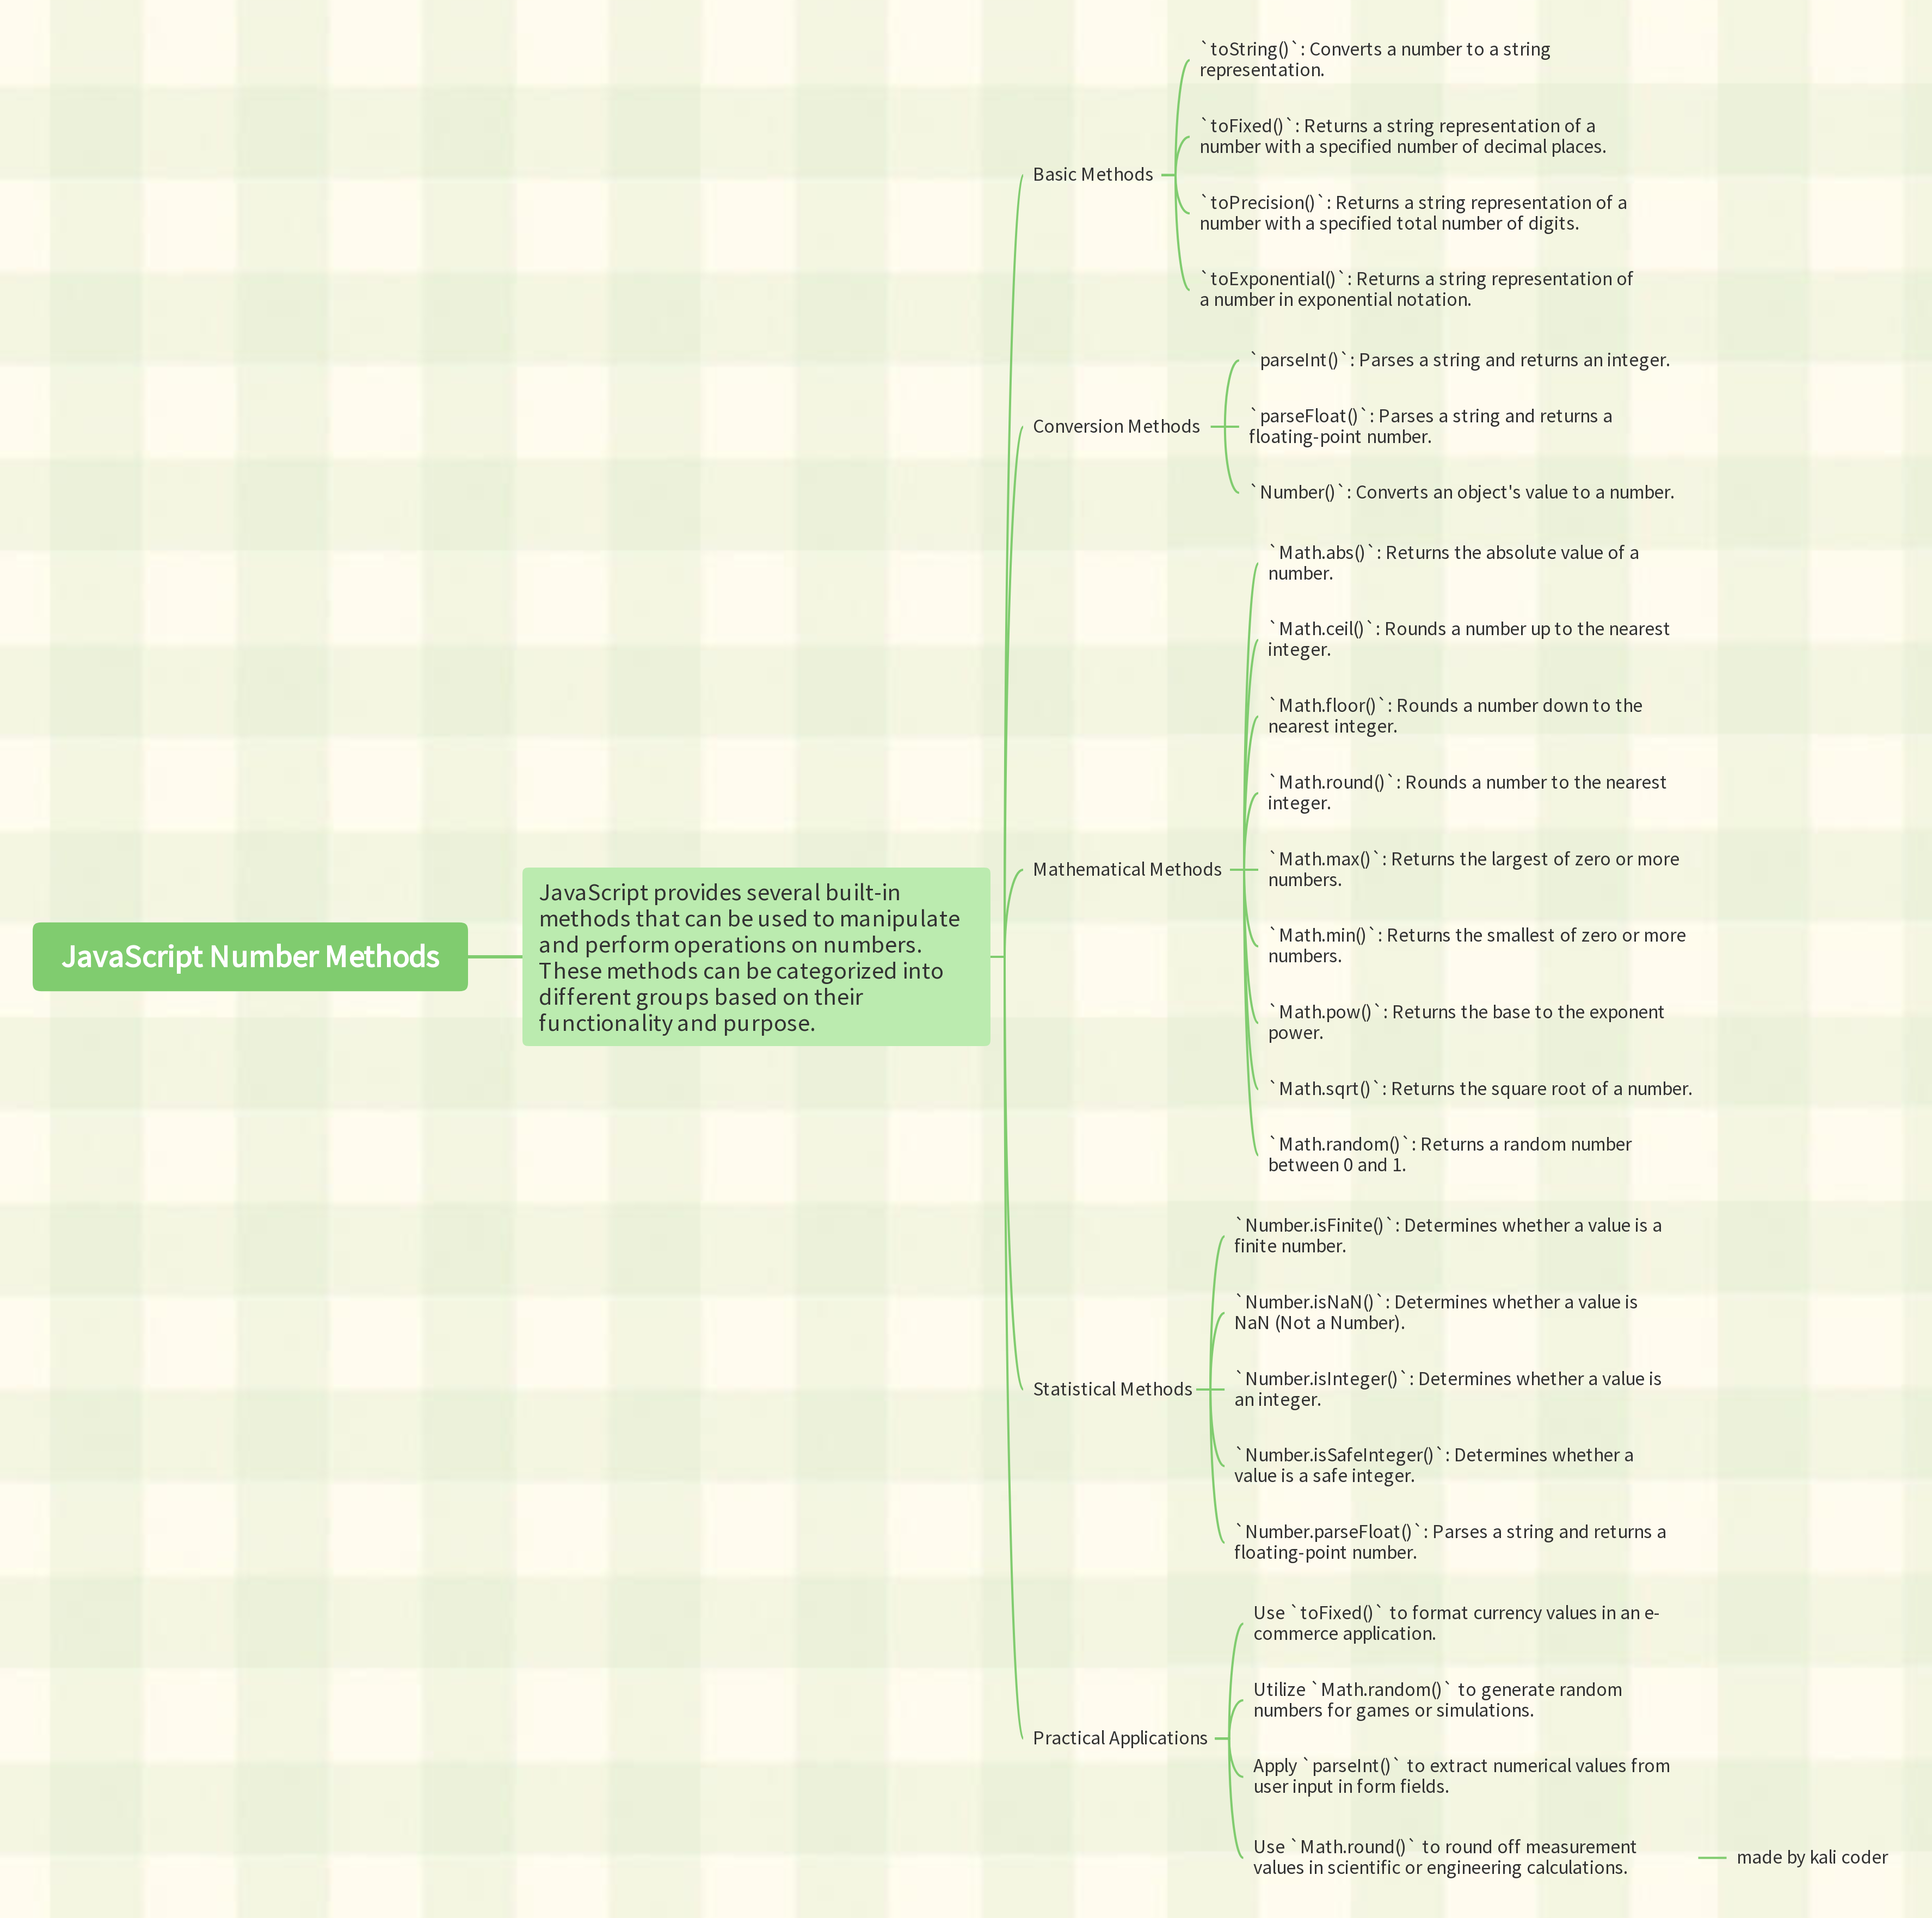 JavaScript Number Methods
JavaScript provides several built-in
methods that can be used to manipulate
and perform operations on numbers.
These methods can be categorized into
different groups based on their
functionality and purpose.
Basic Methods
`toString()`: Converts a number to a string
representation.
`toFixed()`: Returns a string representation of a
number with a specified number of decimal places.
`toPrecision()`: Returns a string representation of a
number with a specified total number of digits.
`toExponential()`: Returns a string representation of
a number in exponential notation.
Conversion Methods
`parseInt()`: Parses a string and returns an integer.
`parseFloat()`: Parses a string and returns a
floating-point number.
`Number()`: Converts an object's value to a number.
Mathematical Methods
`Math.abs()`: Returns the absolute value of a
number.
`Math.ceil()`: Rounds a number up to the nearest
integer.
`Math.floor()`: Rounds a number down to the
nearest integer.
`Math.round()`: Rounds a number to the nearest
integer.
`Math.max()`: Returns the largest of zero or more
numbers.
`Math.min()`: Returns the smallest of zero or more
numbers.
`Math.pow()`: Returns the base to the exponent
power.
`Math.sqrt()`: Returns the square root of a number.
`Math.random()`: Returns a random number
between 0 and 1.
Statistical Methods
`Number.isFinite()`: Determines whether a value is a
finite number.
`Number.isNaN()`: Determines whether a value is
NaN (Not a Number).
`Number.isInteger()`: Determines whether a value is
an integer.
`Number.isSafeInteger()`: Determines whether a
value is a safe integer.
`Number.parseFloat()`: Parses a string and returns a
floating-point number.
Practical Applications
Use `toFixed()` to format currency values in an e-
commerce application.
Utilize `Math.random()` to generate random
numbers for games or simulations.
Apply `parseInt()` to extract numerical values from
user input in form fields.
Use `Math.round()` to round off measurement
values in scientific or engineering calculations.
made by kali coder